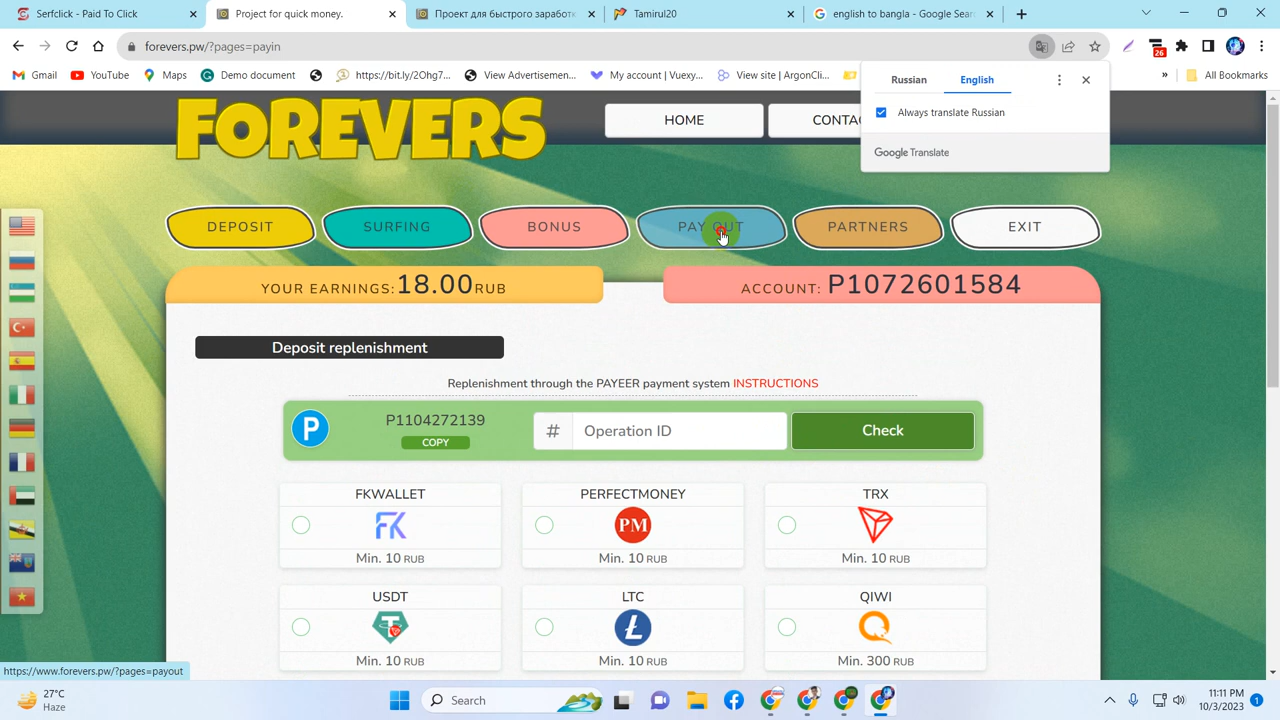 Serfclick - Paid To Click
Project for quick money.
Проект для быстрого заработк
Tamirul20
english to bangla - Google Sear
forevers.pw/?pages=payin
26
Gmail
YouTube
Maps
Demo document
https://bit.ly/2Ohg7...
View Advertisemen...
My account | Vuexy...
View site | ArgonCli...
»
All Bookmarks
Russian
English
Always translate Russian
Google Translate
FOREVERS
HOME
CONTA
DEPOSIT
SURFING
BONUS
PAY OUT
PARTNERS
EXIT
YOUR EARNINGS: 18.00 RUB
ACCOUNT: P1072601584
Deposit replenishment
Replenishment through the PAYEER payment system INSTRUCTIONS
P
P1104272139
COPY
# Operation ID
Check
FKWALLET
PERFECTMONEY
TRX
FK
PM
Min. 10 RUB
Min. 10 RUB
Min. 10 RUB
USDT
LTC
QIWI
Min. 10 RUB
Min. 10 RUB
Min. 300 RUB
https://www.forevers.pw/?pages=payout
27°C
Haze
Search
11:11 PM
10/3/2023
1